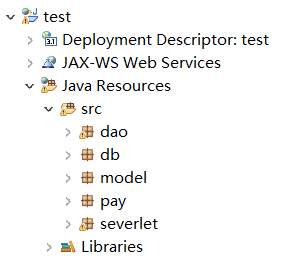 test
Deployment Descriptor: test
JAX-WS Web Services
Java Resources
src
dao
db
model
pay
severlet
Libraries